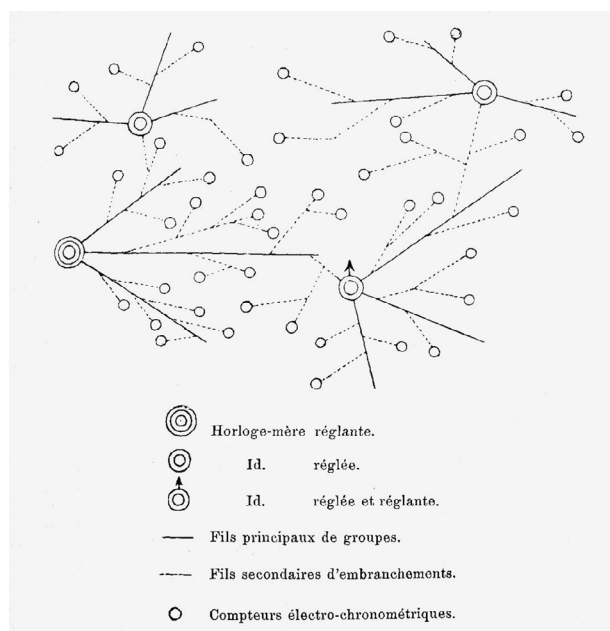 Horloge-mère réglante.
Id. réglée.
Id. réglée et réglante.
Fils principaux de groupes.
Fils secondaires d'embranchements.
Compteurs électro-chronométriques.